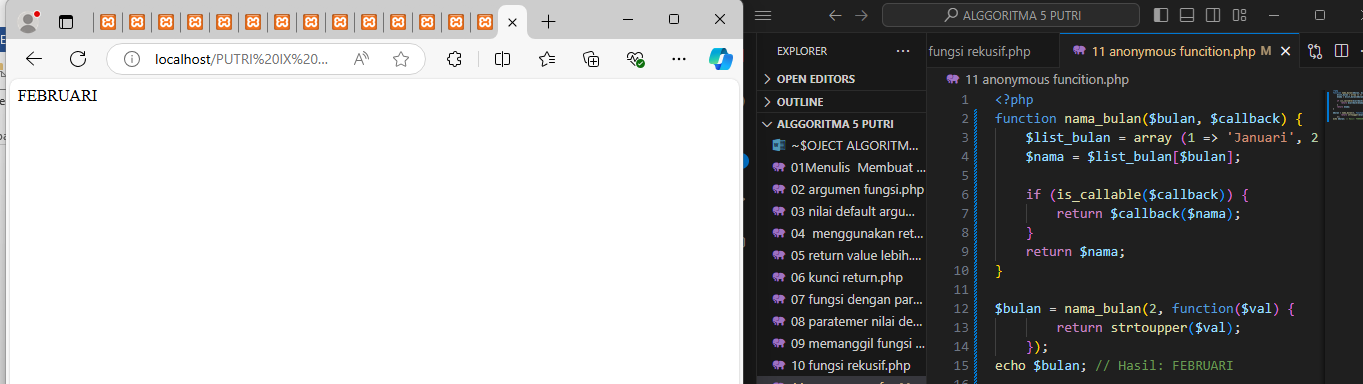 localhost/PUTRI%20IX%20...
FEBRUARI
ALGGORITMA 5 PUTRI
EXPLORER
OPEN EDITORS
OUTLINE
ALGGORITMA 5 PUTRI
~$OJECT ALGORITM...
01Menulis Membuat ...
02 argumen fungsi.php
03 nilai default argu...
04 menggunakan ret...
05 return value lebih....
06 kunci return.php
07 fungsi dengan par...
08 paratemer nilai de...
09 memanggil fungsi ...
10 fungsi rekusif.php
fungsi rekusif.php
11 anonymous funcition.php M
11 anonymous funcition.php
1 <?php
2 function nama_bulan($bulan, $callback) {
3 $list_bulan = array (1 => 'Januari', 2
4 $nama = $list_bulan[$bulan];
5
6 if (is_callable($callback)) {
7 return $callback($nama);
8 }
9 return $nama;
10 }
11
12 $bulan = nama_bulan(2, function($val) {
13 return strtoupper($val);
14 });
15 echo $bulan; // Hasil: FEBRUARI